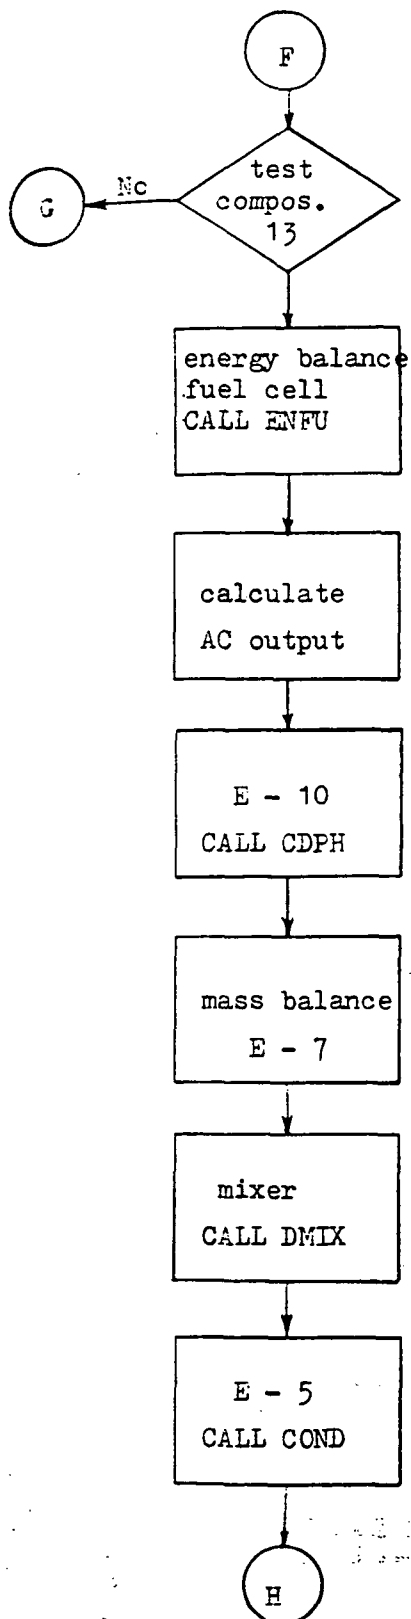 F
test
compos.
13
No
G
energy balance
fuel cell
CALL ENFU
calculate
AC output
E - 10
CALL CDPH
mass balance
E - 7
mixer
CALL DMIX
E - 5
CALL COND
H